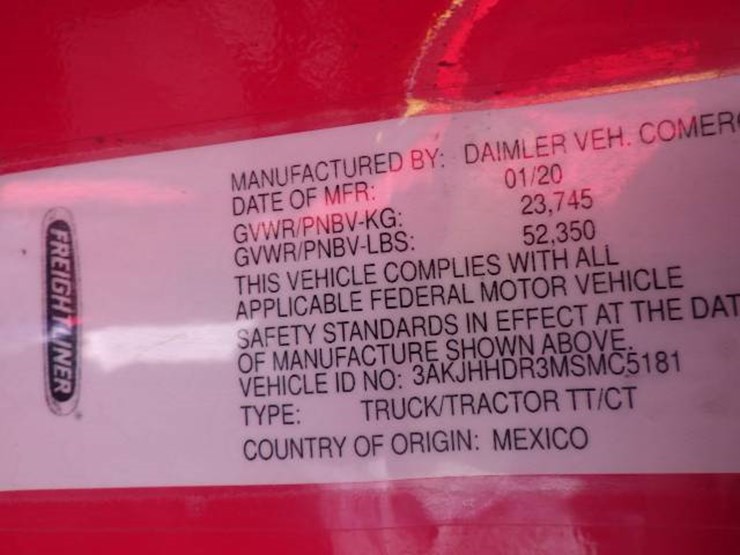 FREIGHTLINER
MANUFACTURED BY: DAIMLER VEH. COMER
DATE OF MFR: 01/20
GVWR/PNBV-KG: 23,745
GVWR/PNBV-LBS: 52,350
THIS VEHICLE COMPLIES WITH ALL
APPLICABLE FEDERAL MOTOR VEHICLE
SAFETY STANDARDS IN EFFECT AT THE DAT
OF MANUFACTURE SHOWN ABOVE.
VEHICLE ID NO: 3AKJHHDR3MSMC5181
TYPE: TRUCK/TRACTOR TT/CT
COUNTRY OF ORIGIN: MEXICO